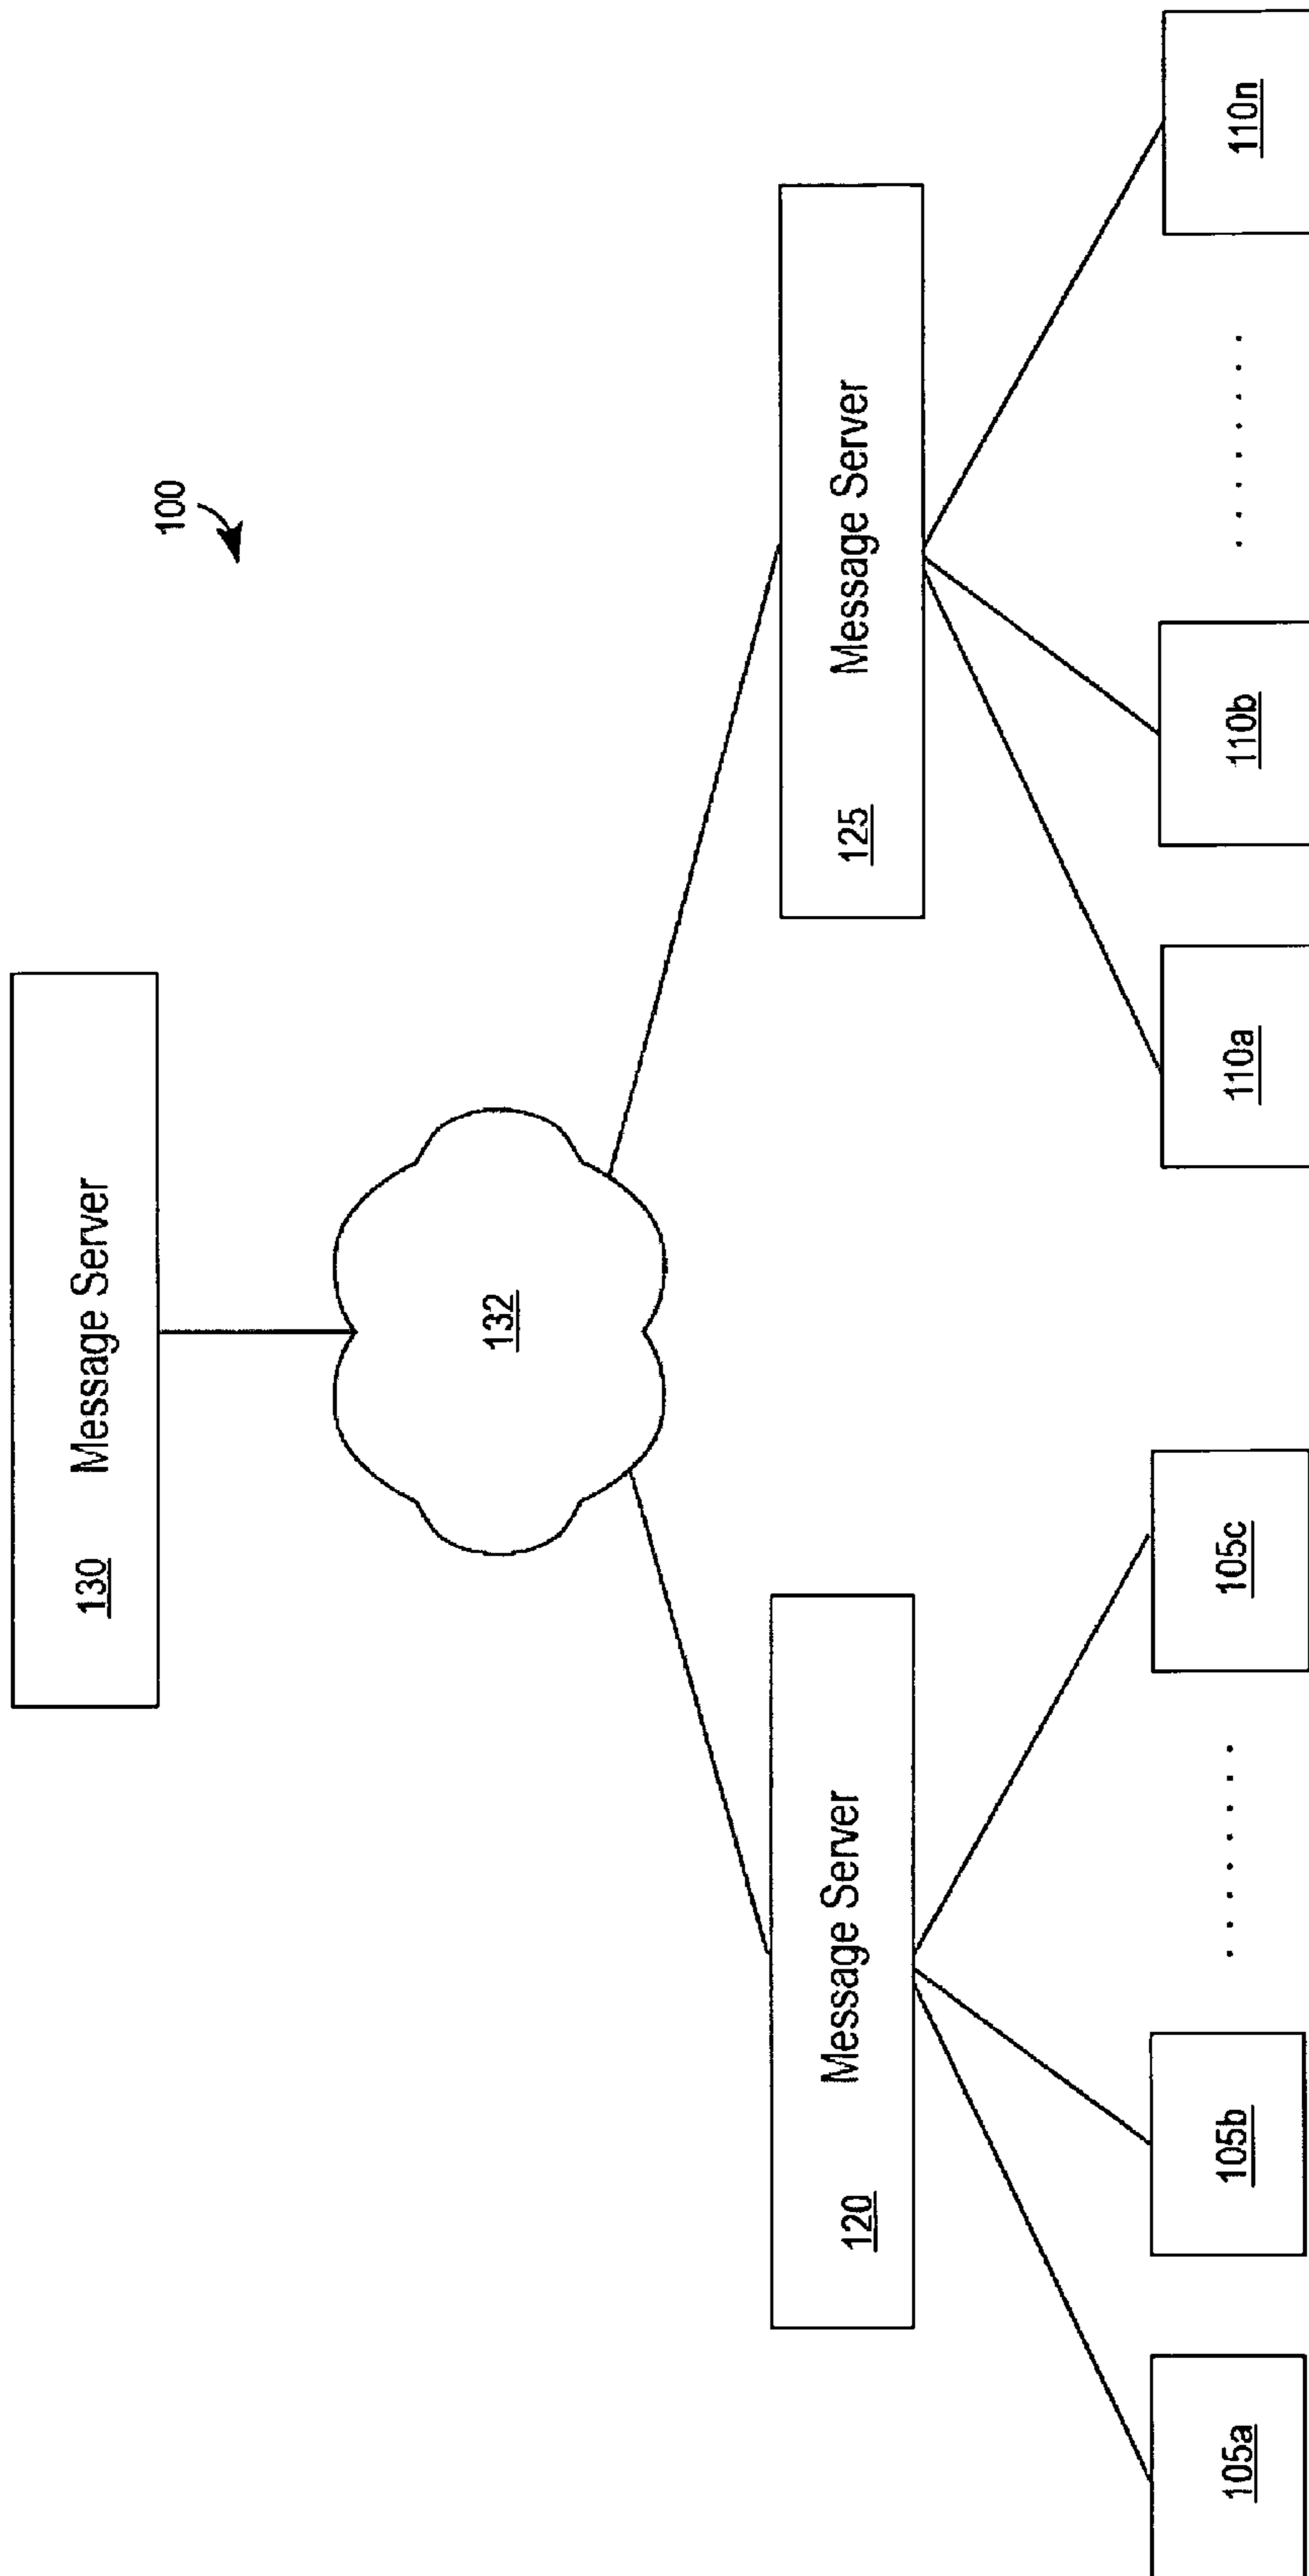 130 Message Server
100
132
120 Message Server
125 Message Server
105a
105b
. . . . . . . .
105c
110a
110b
. . . . . . . .
110n